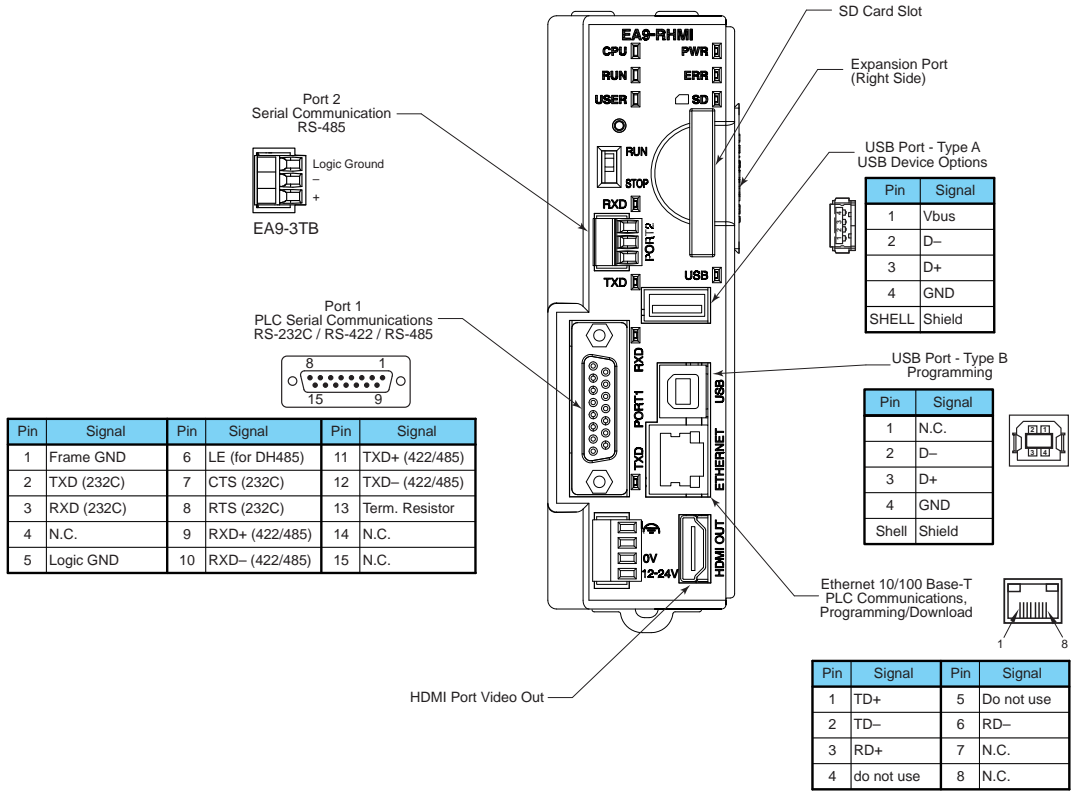 SD Card Slot
EA9-RHMI
CPU
PWR
RUN
ERR
USER
SD
Expansion Port
(Right Side)
Port 2
Serial Communication
RS-485
Logic Ground
–
+
EA9-3TB
RUN
STOP
RXD
PORT2
TXD
USB
USB Port - Type A
USB Device Options
Pin Signal
1 Vbus
2 D–
3 D+
4 GND
SHELL Shield
Port 1
PLC Serial Communications
RS-232C / RS-422 / RS-485
8 1
15 9
RXD
PORT1
TXD
USB
ETHERNET
USB Port - Type B
Programming
Pin Signal
1 N.C.
2 D–
3 D+
4 GND
Shell Shield
2 1
3 4
Pin Signal Pin Signal Pin Signal
1 Frame GND 6 LE (for DH485) 11 TXD+ (422/485)
2 TXD (232C) 7 CTS (232C) 12 TXD– (422/485)
3 RXD (232C) 8 RTS (232C) 13 Term. Resistor
4 N.C. 9 RXD+ (422/485) 14 N.C.
5 Logic GND 10 RXD– (422/485) 15 N.C.
0V
12-24V
HDMI OUT
Ethernet 10/100 Base-T
PLC Communications,
Programming/Download
1 8
HDMI Port Video Out
Pin Signal Pin Signal
1 TD+ 5 Do not use
2 TD– 6 RD–
3 RD+ 7 N.C.
4 do not use 8 N.C.